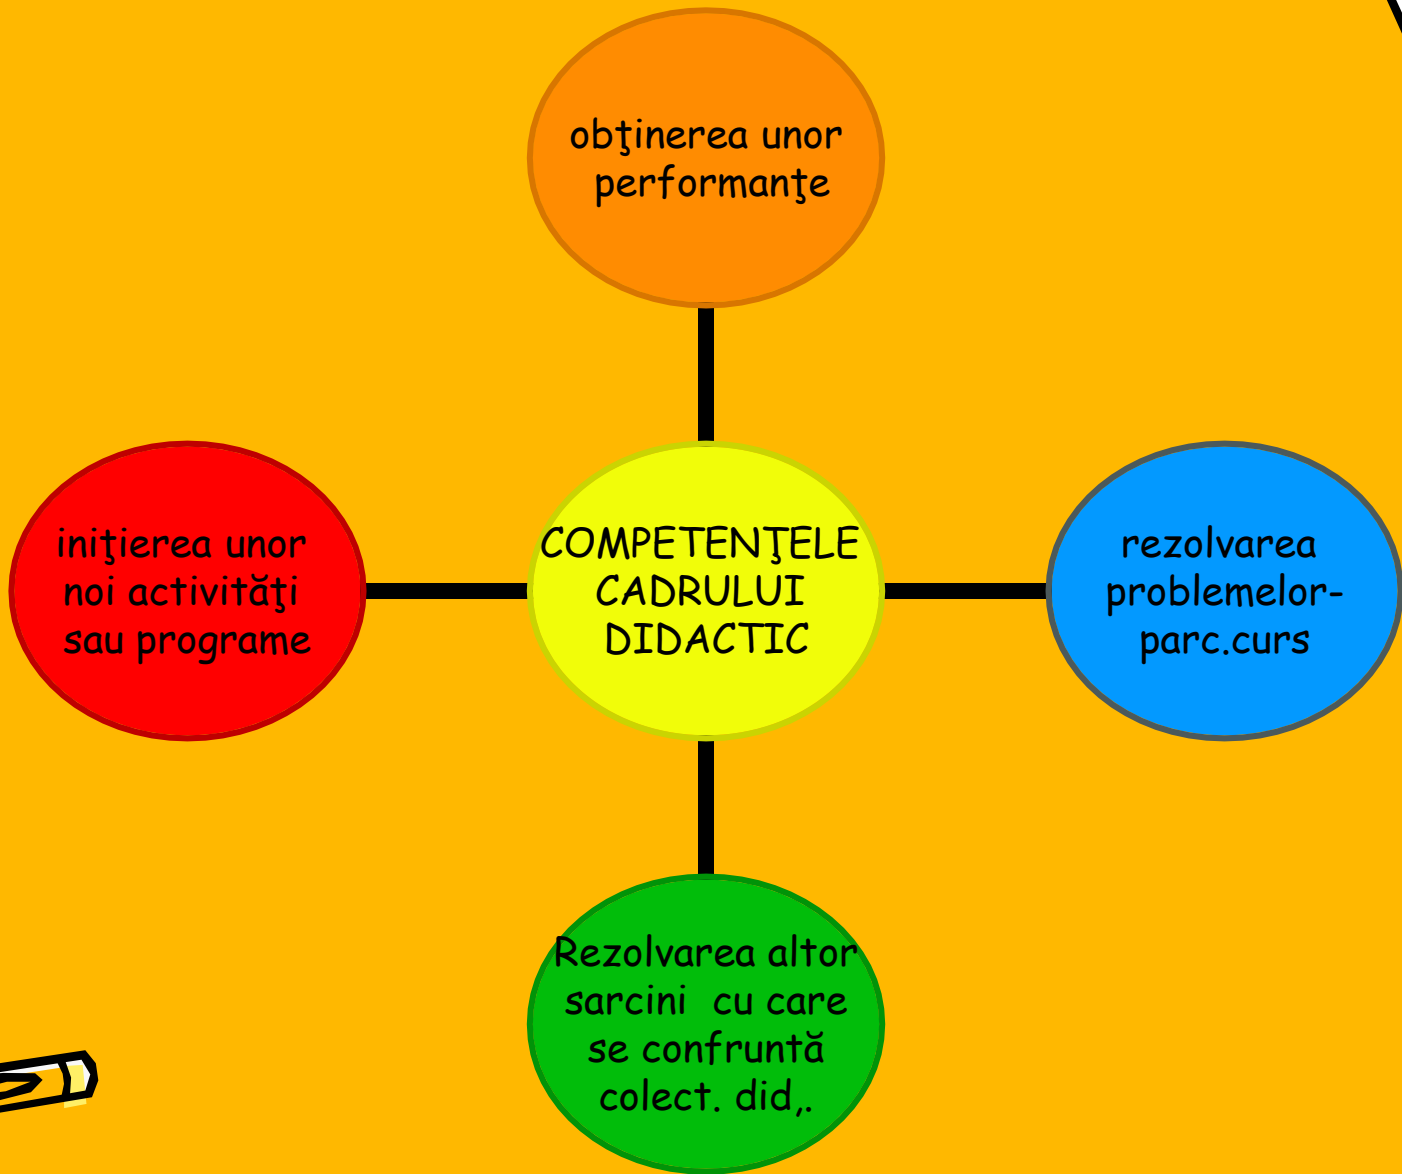 obţinerea unor
performanţe
iniţierea unor
noi activităţi
sau programe
COMPETENŢELE
CADRULUI
DIDACTIC
rezolvarea
problemelor-
parc.curs
Rezolvarea altor
sarcini cu care
se confruntă
colect. did,.